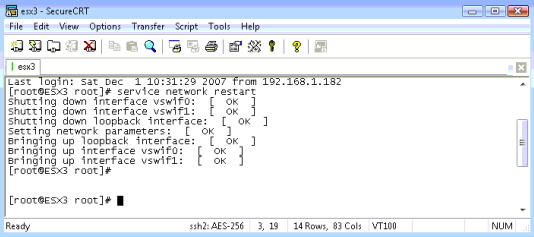 esx3 - SecureCRT
File Edit View Options Transfer Script Tools Help
esx3
Last login: Sat Dec  1 10:31:29 2007 from 192.168.1.182
[root@ESX3 root]# service network restart
Shutting down interface vswif0:  [  OK  ]
Shutting down interface vswif1:  [  OK  ]
Shutting down loopback interface:  [  OK  ]
Setting network parameters:  [  OK  ]
Bringing up loopback interface:  [  OK  ]
Bringing up interface vswif0:  [  OK  ]
Bringing up interface vswif1:  [  OK  ]
[root@ESX3 root]#
[root@ESX3 root]#
Ready ssh2: AES-256 3, 19 14 Rows, 83 Cols VT100 NUM